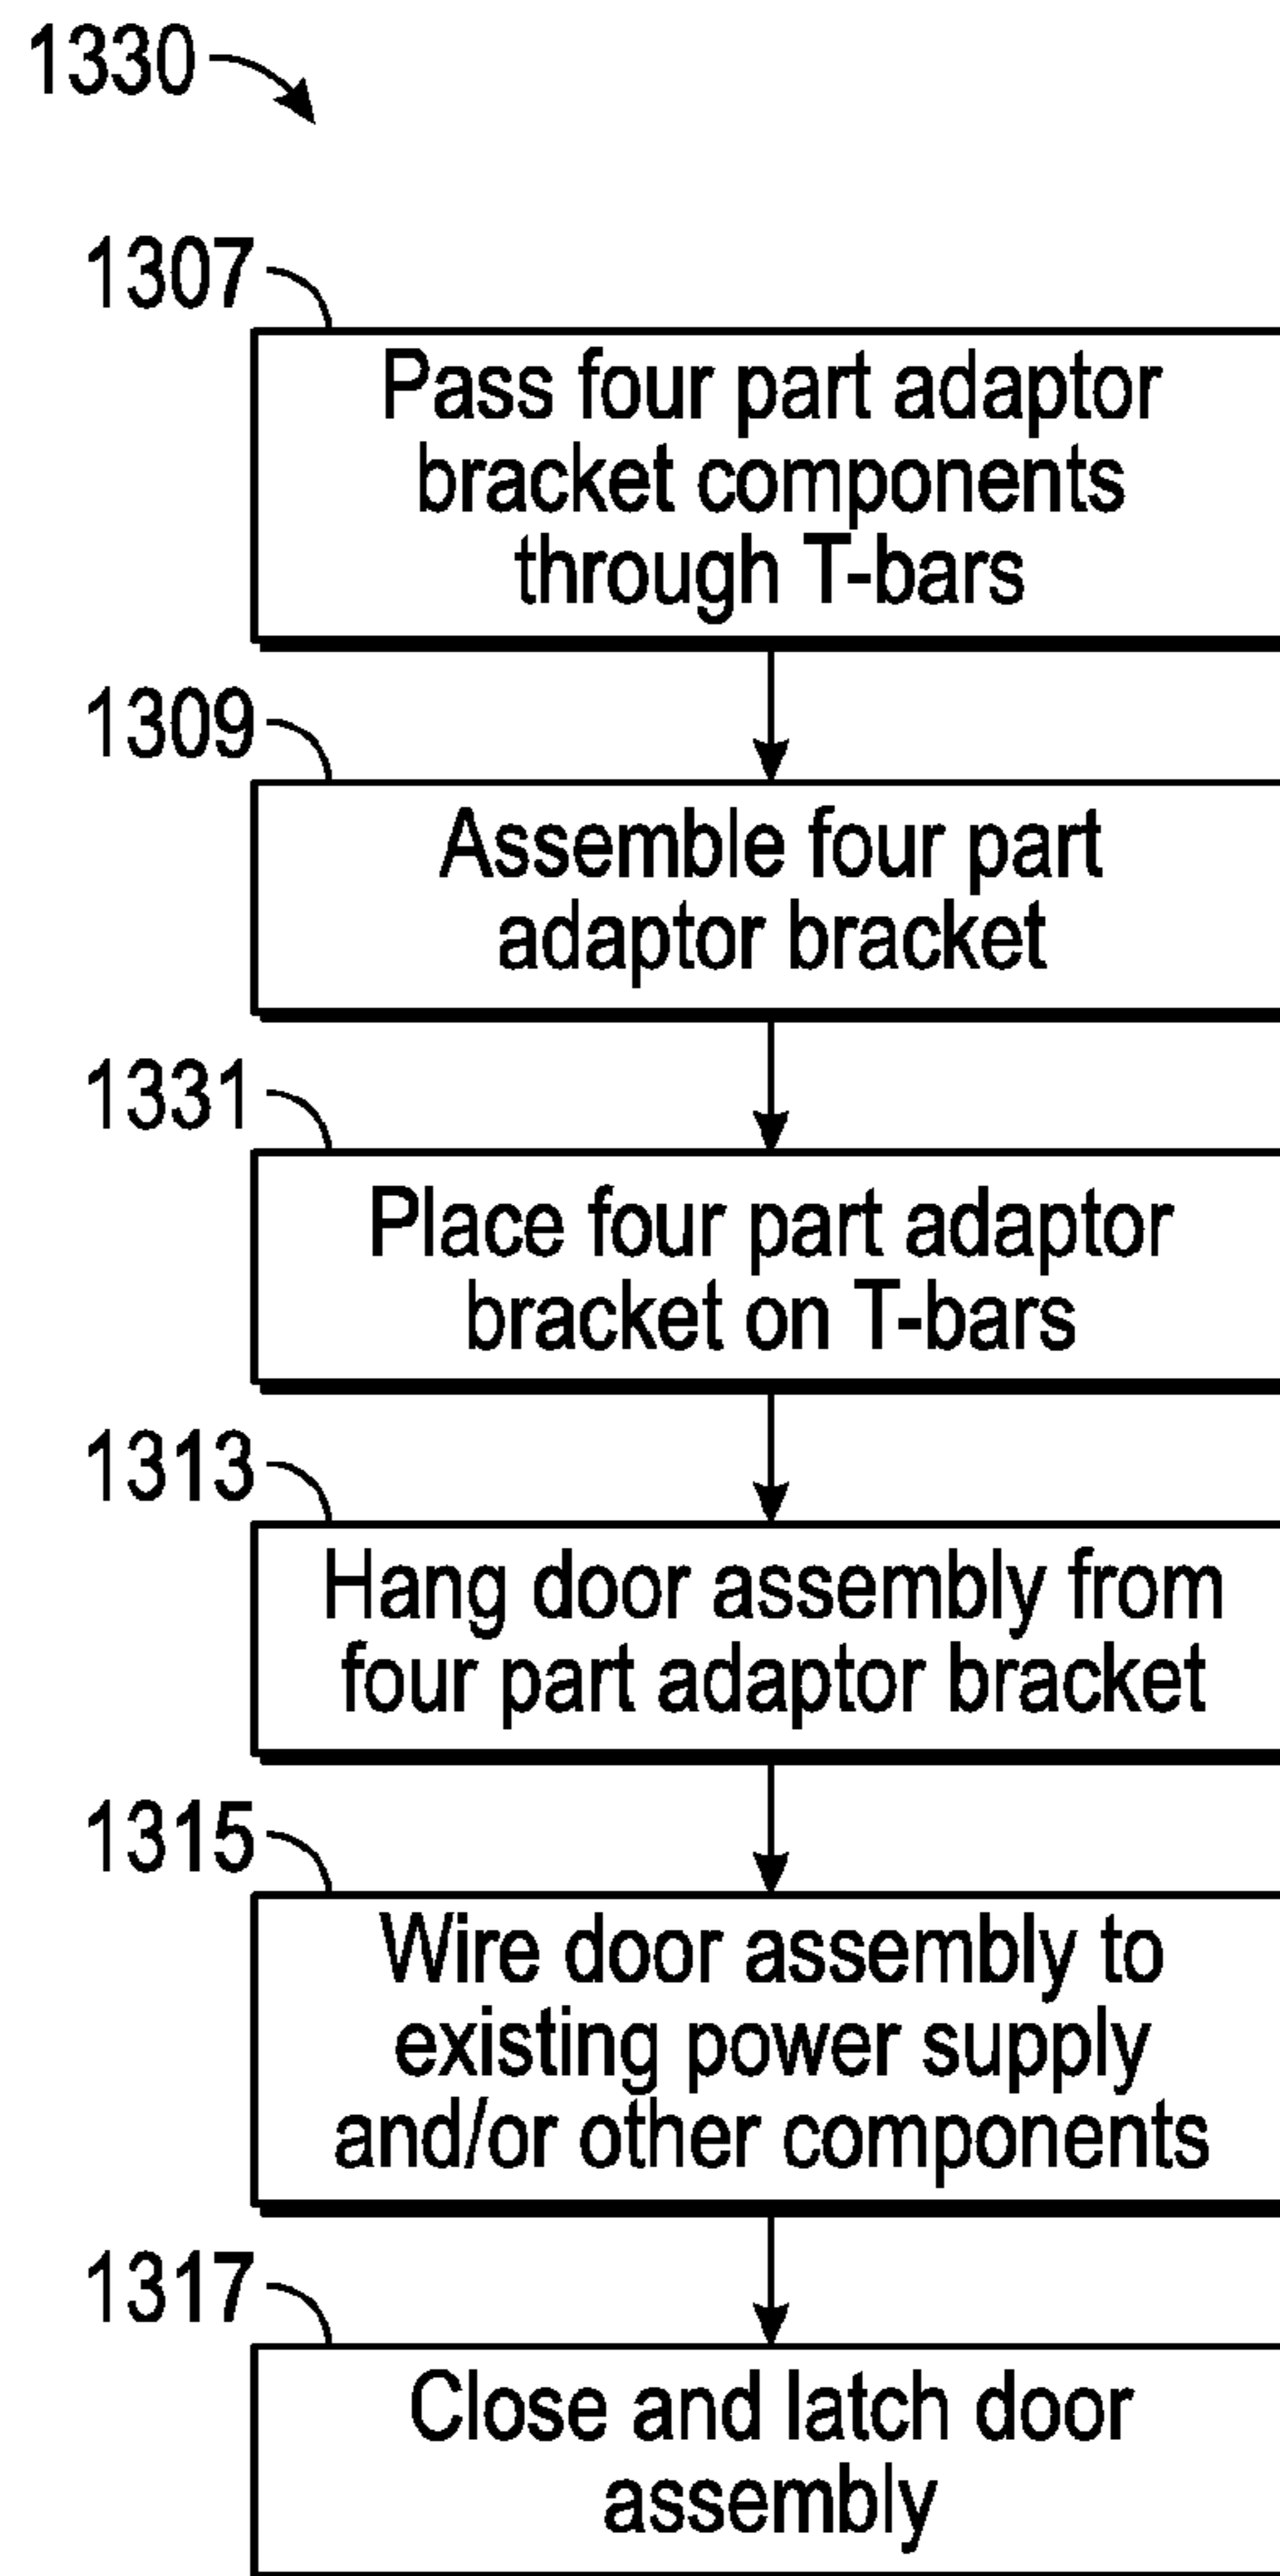 1330
1307
Pass four part adaptor
bracket components
through T-bars
1309
Assemble four part
adaptor bracket
1331
Place four part adaptor
bracket on T-bars
1313
Hang door assembly from
four part adaptor bracket
1315
Wire door assembly to
existing power supply
and/or other components
1317
Close and latch door
assembly